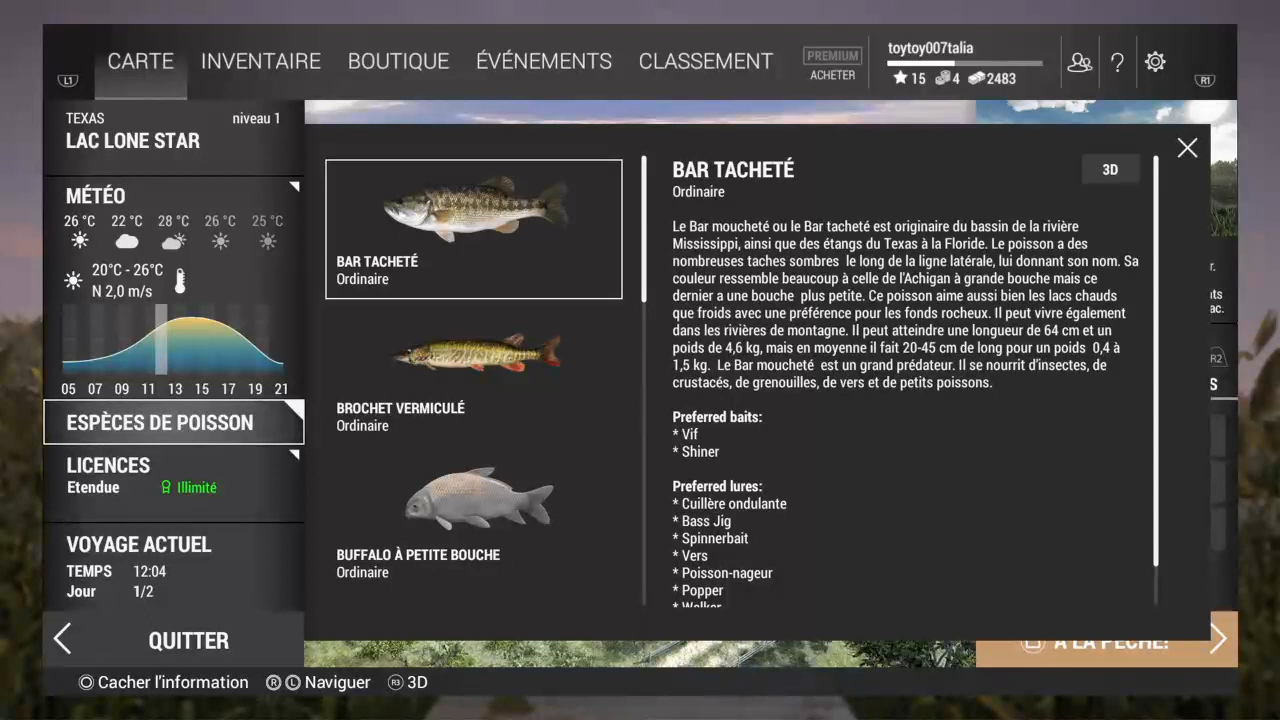 CARTE INVENTAIRE BOUTIQUE ÉVÉNEMENTS CLASSEMENT
PREMIUM
ACHETER
toytoy007talia
15 4 2483
L1
R1
TEXAS niveau 1
LAC LONE STAR
MÉTÉO
26 °C 22 °C 28 °C 26 °C 25 °C
20°C - 26°C
N 2,0 m/s
05 07 09 11 13 15 17 19 21
ESPÈCES DE POISSON
LICENCES
Etendue Illimité
VOYAGE ACTUEL
TEMPS 12:04
Jour 1/2
QUITTER
BAR TACHETÉ
Ordinaire
BROCHET VERMICULÉ
Ordinaire
BUFFALO À PETITE BOUCHE
Ordinaire
BAR TACHETÉ
3D
Ordinaire
Le Bar moucheté ou le Bar tacheté est originaire du bassin de la rivière
Mississippi, ainsi que des étangs du Texas à la Floride. Le poisson a des
nombreuses taches sombres le long de la ligne latérale, lui donnant son nom. Sa
couleur ressemble beaucoup à celle de l'Achigan à grande bouche mais ce
dernier a une bouche plus petite. Ce poisson aime aussi bien les lacs chauds
que froids avec une préférence pour les fonds rocheux. Il peut vivre également
dans les rivières de montagne. Il peut atteindre une longueur de 64 cm et un
poids de 4,6 kg, mais en moyenne il fait 20-45 cm de long pour un poids 0,4 à
1,5 kg. Le Bar moucheté est un grand prédateur. Il se nourrit d'insectes, de
crustacés, de grenouilles, de vers et de petits poissons.
Preferred baits:
* Vif
* Shiner
Preferred lures:
* Cuillère ondulante
* Bass Jig
* Spinnerbait
* Vers
* Poisson-nageur
* Popper
* Walker
R2
À LA PÊCHE!
Cacher l'information R L Naviguer R3 3D